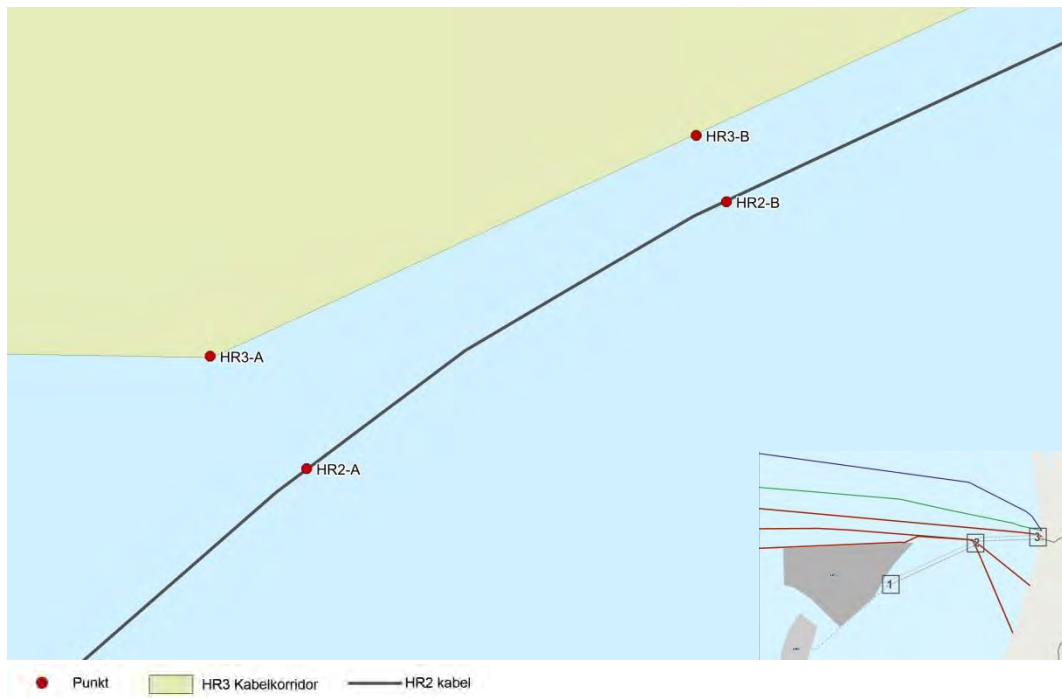 HR3-B
HR2-B
HR3-A
HR2-A
2
3
1
Punkt
HR3 Kabelkorridor
HR2 kabel